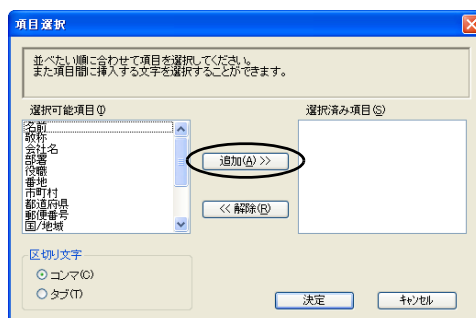 項目選択
並べたい順に合わせて項目を選択してください。
また項目間に挿入する文字を選択することができます。
選択可能項目(I)
名前
敬称
会社名
部署
役職
番地
市町村
都道府県
郵便番号
国/地域
追加(A) >>
<< 解除(R)
選択済み項目(S)
区切り文字
コンマ(C)
タブ(T)
決定
キャンセル